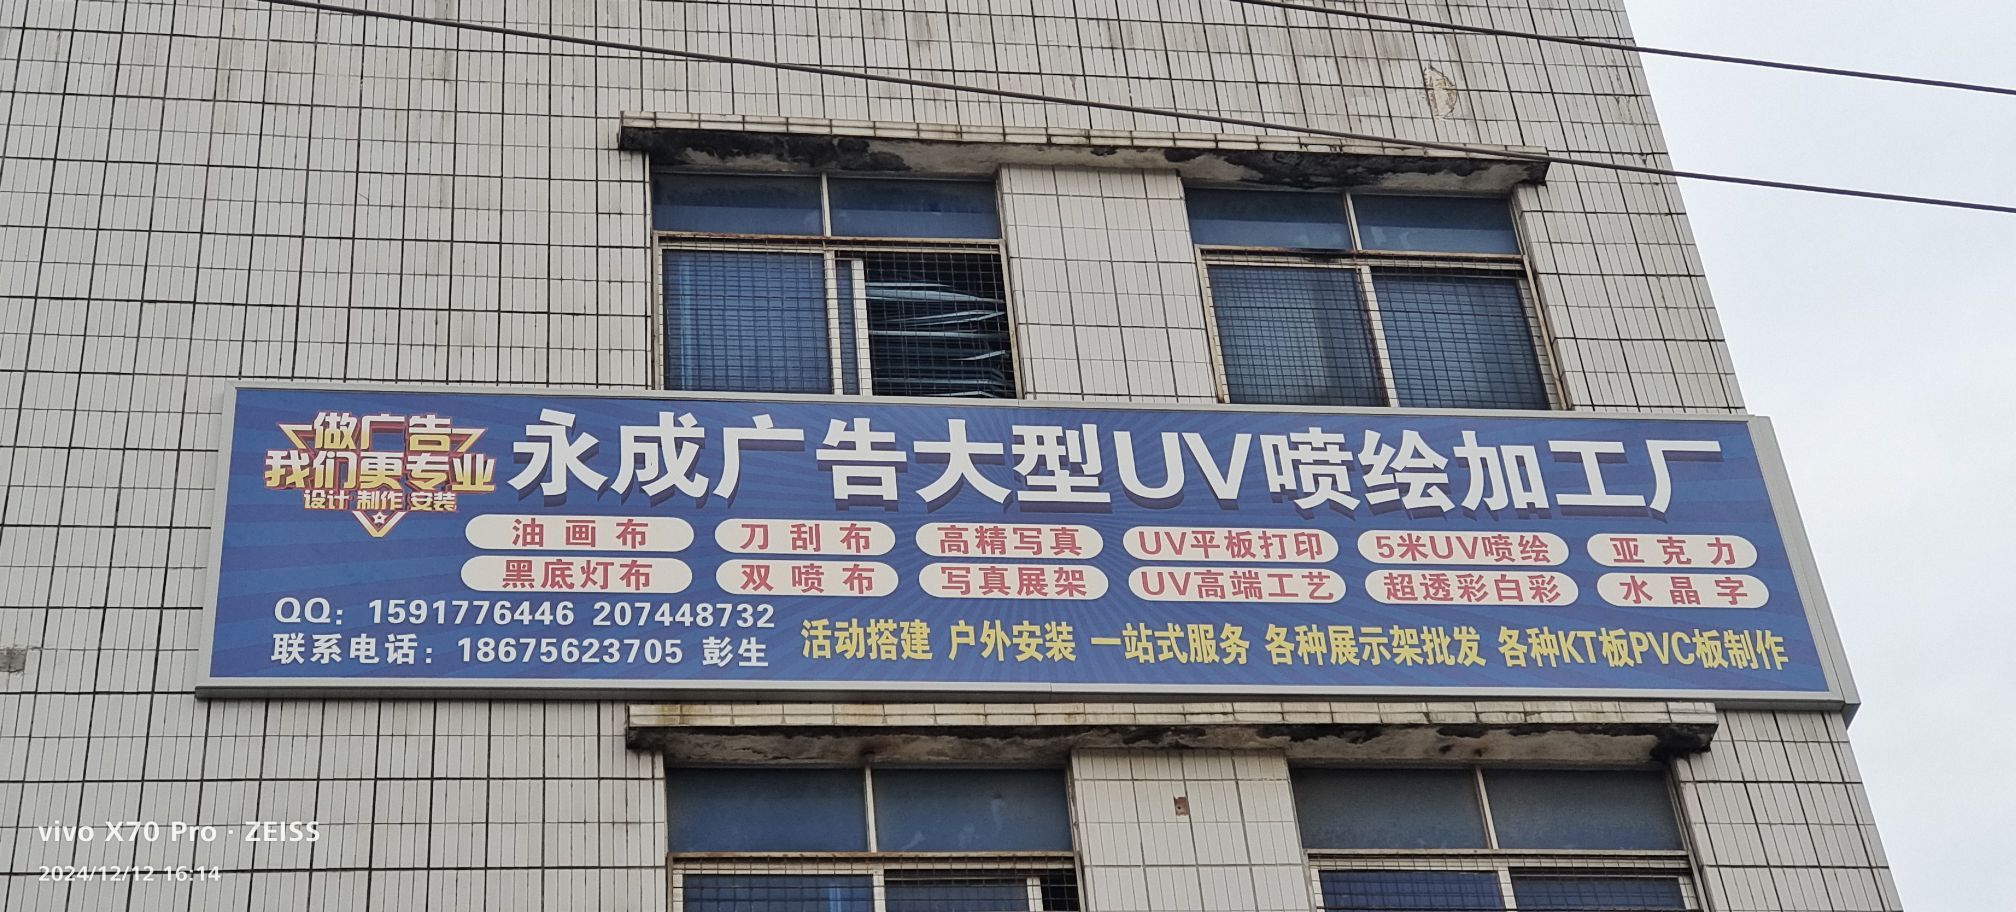 做广告
我们更专业
设计 制作 安装
永成广告大型UV喷绘加工厂
油画布 刀刮布 高精写真 UV平板打印 5米UV喷绘 亚克力
黑底灯布 双喷布 写真展架 UV高端工艺 超透彩白彩 水晶字
QQ: 1591776446 207448732
联系电话: 18675623705 彭生
活动搭建 户外安装 一站式服务 各种展示架批发 各种KT板PVC板制作
vivo X70 Pro · ZEISS
2024/12/12 16:14